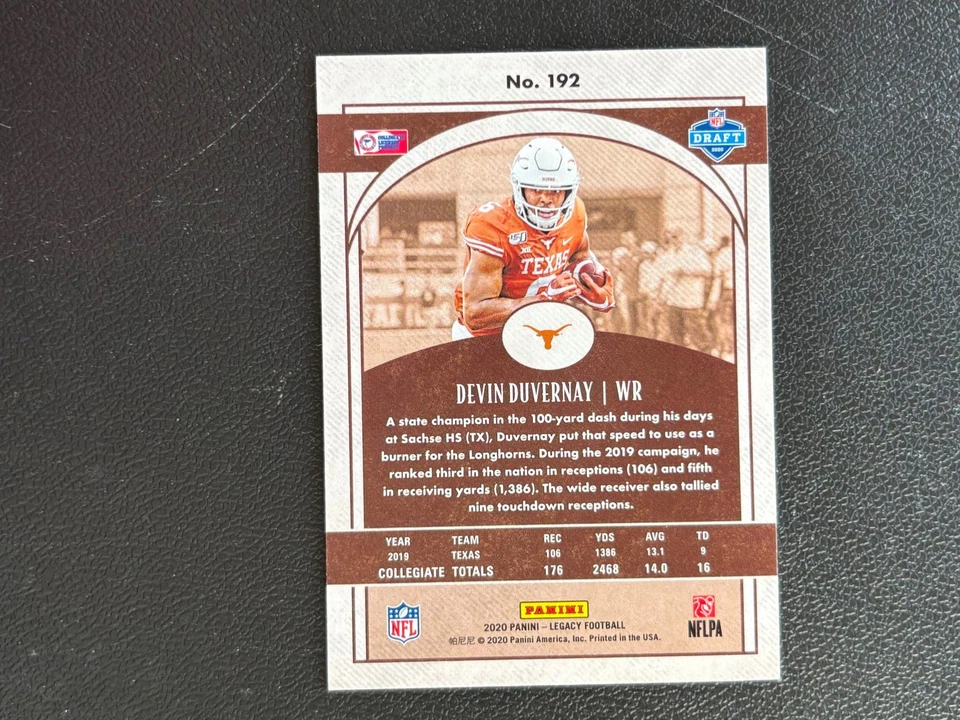 No. 192
NFL
DRAFT
2020
150
TEXAS
DEVIN DUVERNAY | WR
A state champion in the 100-yard dash during his days
at Sachse HS (TX), Duvernay put that speed to use as a
burner for the Longhorns. During the 2019 campaign, he
ranked third in the nation in receptions (106) and fifth
in receiving yards (1,386). The wide receiver also tallied
nine touchdown receptions.
YEAR TEAM REC YDS AVG TD
2019 TEXAS 106 1386 13.1 9
COLLEGIATE TOTALS 176 2468 14.0 16
NFL
PANINI
NFLPA
2020 PANINI – LEGACY FOOTBALL
帕尼尼 © 2020 Panini America, Inc. Printed in the USA.